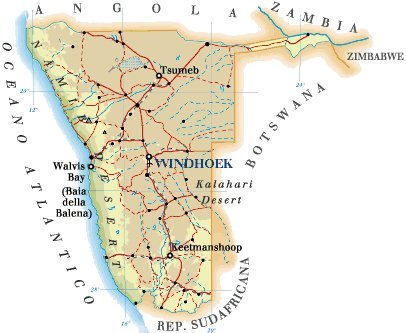 ANGOLA
ZAMBIA
ZIMBABWE
Tsumeb
NEMIB DESERT
OCEANO ATLANTICO
BOTSWANA
WINDHOEK
Walvis
Bay
(Baia
della
Balena)
Kalahari
Desert
Keetmanshoop
REP. SUDAFRICANA